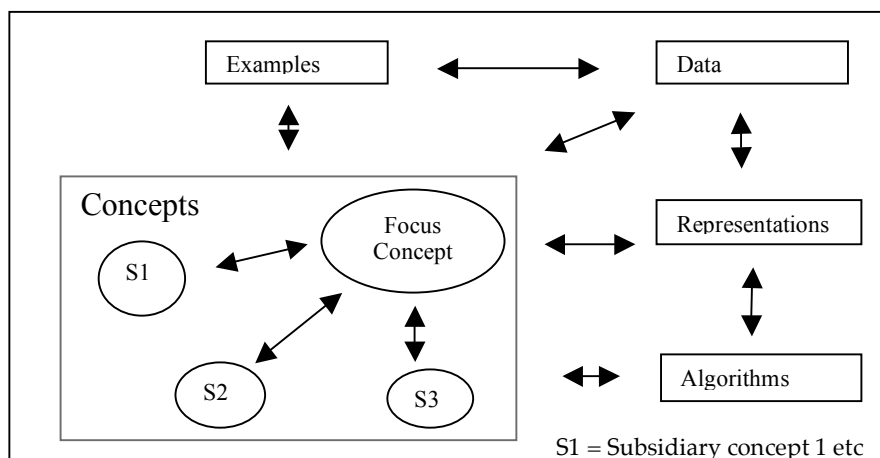 Examples
Data
Concepts
Focus
Concept
Representations
S1
S2
S3
Algorithms
S1 = Subsidiary concept 1 etc